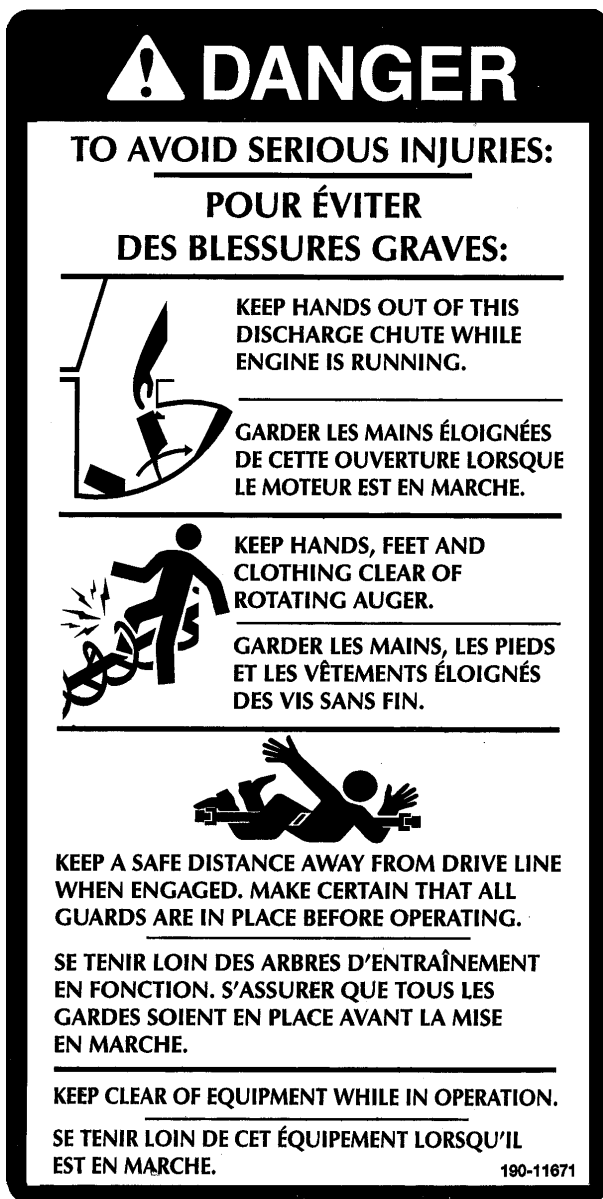 DANGER
TO AVOID SERIOUS INJURIES:
POUR ÉVITER
DES BLESSURES GRAVES:
KEEP HANDS OUT OF THIS
DISCHARGE CHUTE WHILE
ENGINE IS RUNNING.
GARDER LES MAINS ÉLOIGNÉES
DE CETTE OUVERTURE LORSQUE
LE MOTEUR EST EN MARCHE.
KEEP HANDS, FEET AND
CLOTHING CLEAR OF
ROTATING AUGER.
GARDER LES MAINS, LES PIEDS
ET LES VÊTEMENTS ÉLOIGNÉS
DES VIS SANS FIN.
KEEP A SAFE DISTANCE AWAY FROM DRIVE LINE
WHEN ENGAGED. MAKE CERTAIN THAT ALL
GUARDS ARE IN PLACE BEFORE OPERATING.
SE TENIR LOIN DES ARBRES D'ENTRAÎNEMENT
EN FONCTION. S'ASSURER QUE TOUS LES
GARDES SOIENT EN PLACE AVANT LA MISE
EN MARCHE.
KEEP CLEAR OF EQUIPMENT WHILE IN OPERATION.
SE TENIR LOIN DE CET ÉQUIPEMENT LORSQU'IL
EST EN MARCHE.
190-11671